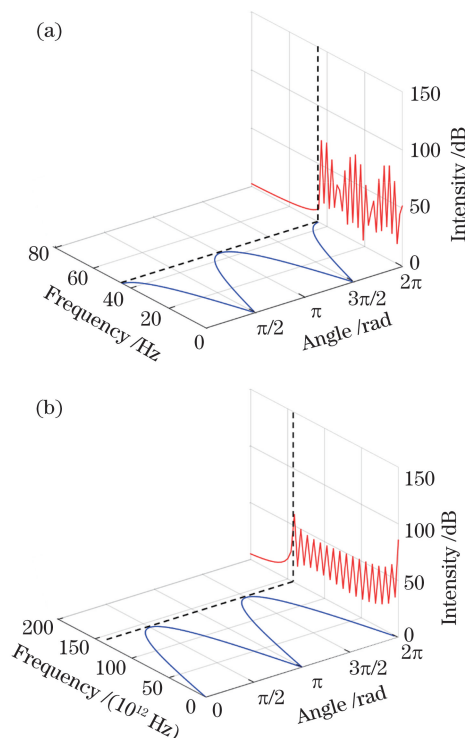 (a)
150
100
50
0
Intensity /dB
80
60
40
20
0
Frequency /Hz
π/2
π
3π/2
2π
Angle /rad
(b)
150
100
50
0
Intensity /dB
200
150
100
50
0
Frequency /(10¹² Hz)
0
π/2
π
3π/2
2π
Angle /rad